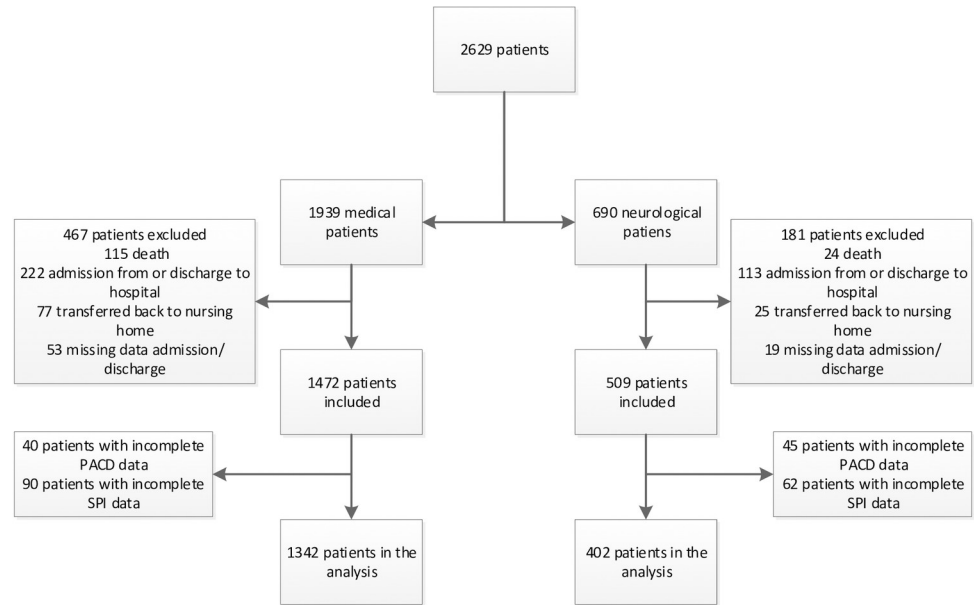 2629 patients
1939 medical
patients
690 neurological
patiens
467 patients excluded
115 death
222 admission from or discharge to
hospital
77 transferred back to nursing
home
53 missing data admission/
discharge
181 patients excluded
24 death
113 admission from or discharge to
hospital
25 transferred back to nursing
home
19 missing data admission/
discharge
1472 patients
included
509 patients
included
40 patients with incomplete
PACD data
90 patients with incomplete
SPI data
45 patients with incomplete
PACD data
62 patients with incomplete
SPI data
1342 patients in the
analysis
402 patients in the
analysis